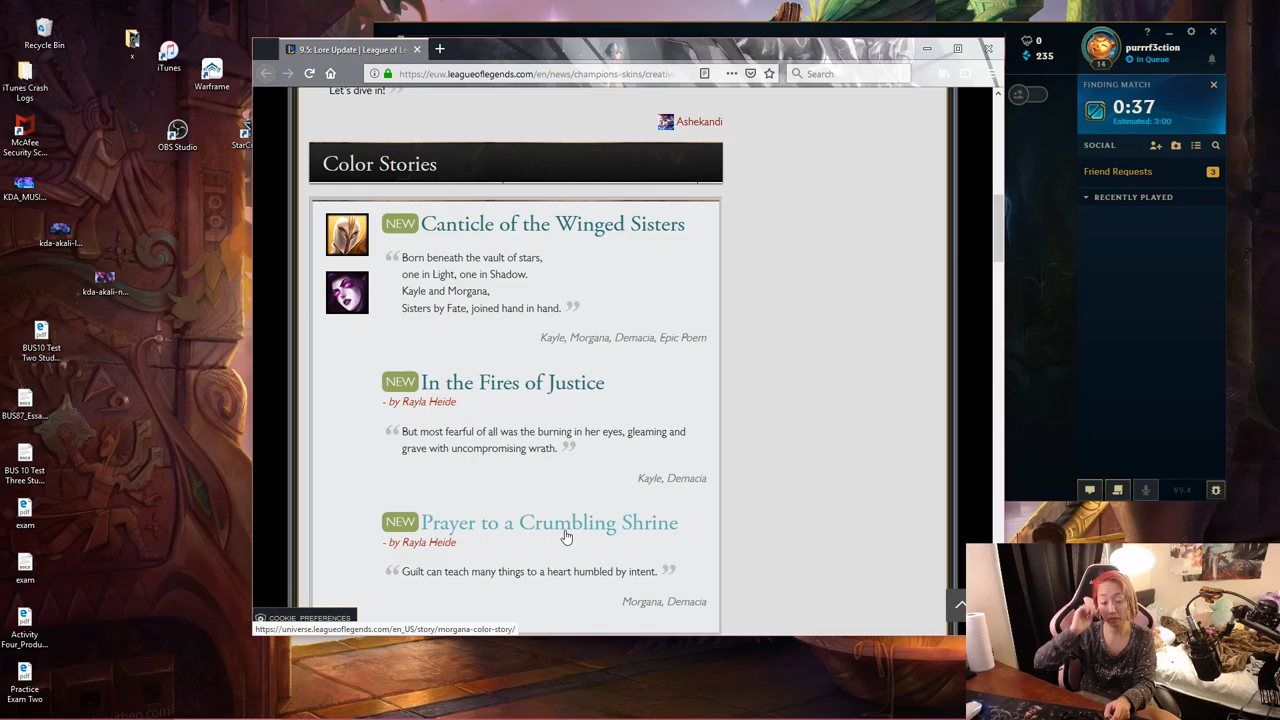 Recycle Bin
x
iTunes
iTunes Crash
Logs
Warframe
McAfee
Security Sc...
OBS Studio
StarC
KDA_MUSI
kda-akali-l...
kda-akali-n...
BUS10 Test
Two Stud...
BUS87_Essa...
BUS 10 Test
Three Stu...
exam
exam
Activity
Four_Produ...
Practice
Exam Two
9.5: Lore Update | League of Le
https://euw.leagueoflegends.com/en/news/champions-skins/creativ
Search
Let's dive in!
Ashekandi
Color Stories
NEW Canticle of the Winged Sisters
Born beneath the vault of stars,
one in Light, one in Shadow.
Kayle and Morgana,
Sisters by Fate, joined hand in hand.
Kayle, Morgana, Demacia, Epic Poem
NEW In the Fires of Justice
- by Rayla Heide
But most fearful of all was the burning in her eyes, gleaming and
grave with uncompromising wrath.
Kayle, Demacia
NEW Prayer to a Crumbling Shrine
- by Rayla Heide
Guilt can teach many things to a heart humbled by intent.
Morgana, Demacia
COOKIE PREFERENCES
https://universe.leagueoflegends.com/en_US/story/morgana-color-story/
0
235
14
purrrf3ction
In Queue
FINDING MATCH
0:37
Estimated: 3:00
SOCIAL
Friend Requests
3
RECENTLY PLAYED
V9.4